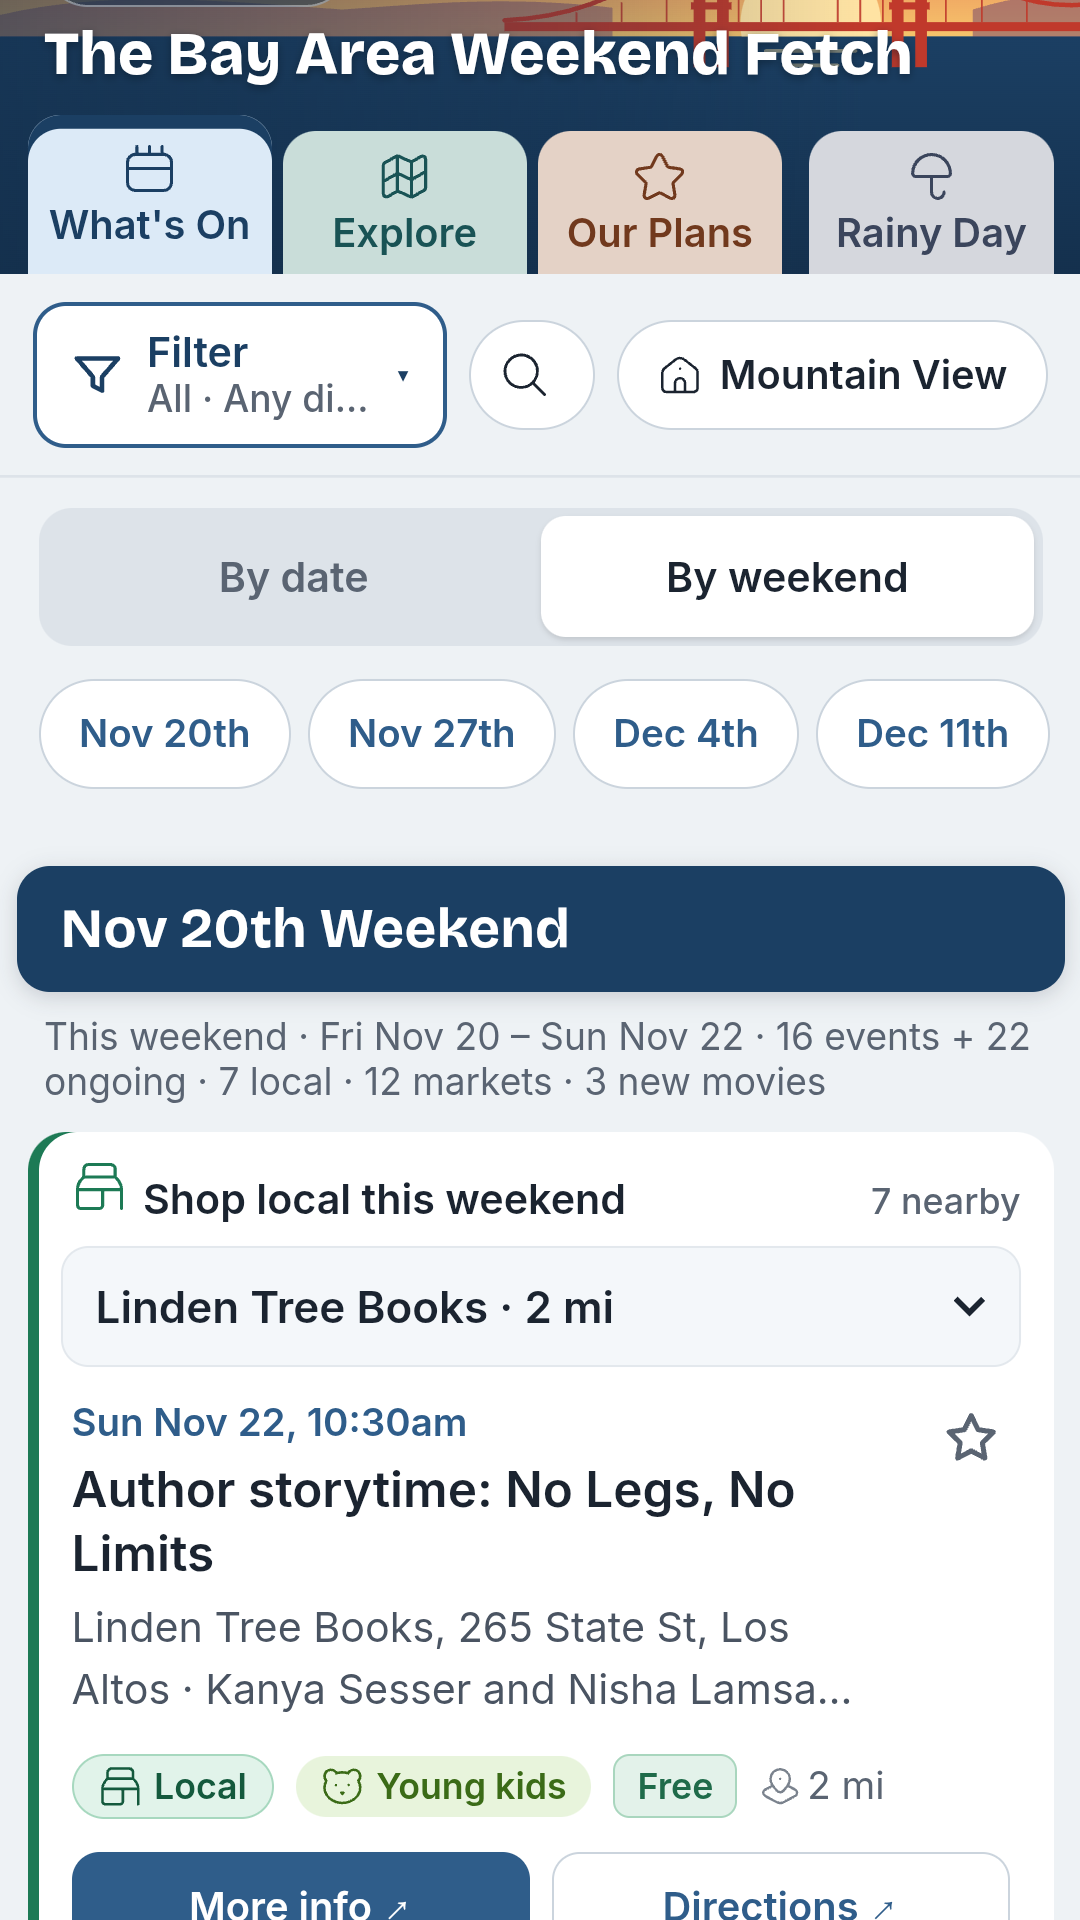 The Bay Area Weekend Fetch
What's On
Explore
Our Plans
Rainy Day
Filter
All · Any di...
Mountain View
By date
By weekend
Nov 20th
Nov 27th
Dec 4th
Dec 11th
Nov 20th Weekend
This weekend · Fri Nov 20 – Sun Nov 22 · 16 events + 22
ongoing · 7 local · 12 markets · 3 new movies
Shop local this weekend
7 nearby
Linden Tree Books · 2 mi
Sun Nov 22, 10:30am
Author storytime: No Legs, No
Limits
Linden Tree Books, 265 State St, Los
Altos · Kanya Sesser and Nisha Lamsa...
Local
Young kids
Free
2 mi
More info ↗
Directions ↗